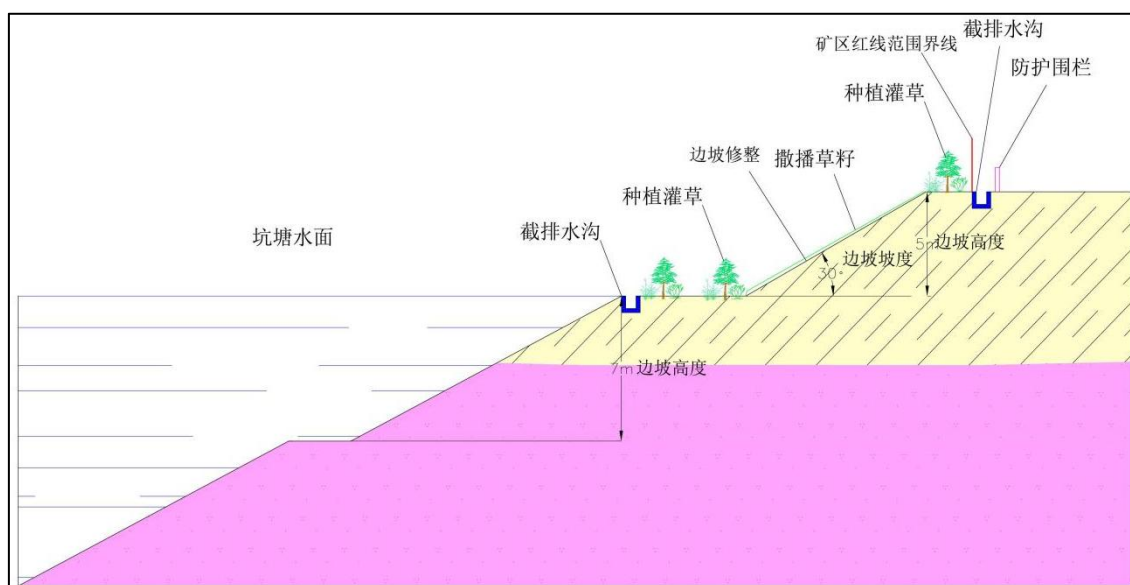 截排水沟
矿区红线范围界线
防护围栏
种植灌草
边坡修整
撒播草籽
种植灌草
坑塘水面
截排水沟
5m边坡高度
边坡坡度
30°
7m边坡高度